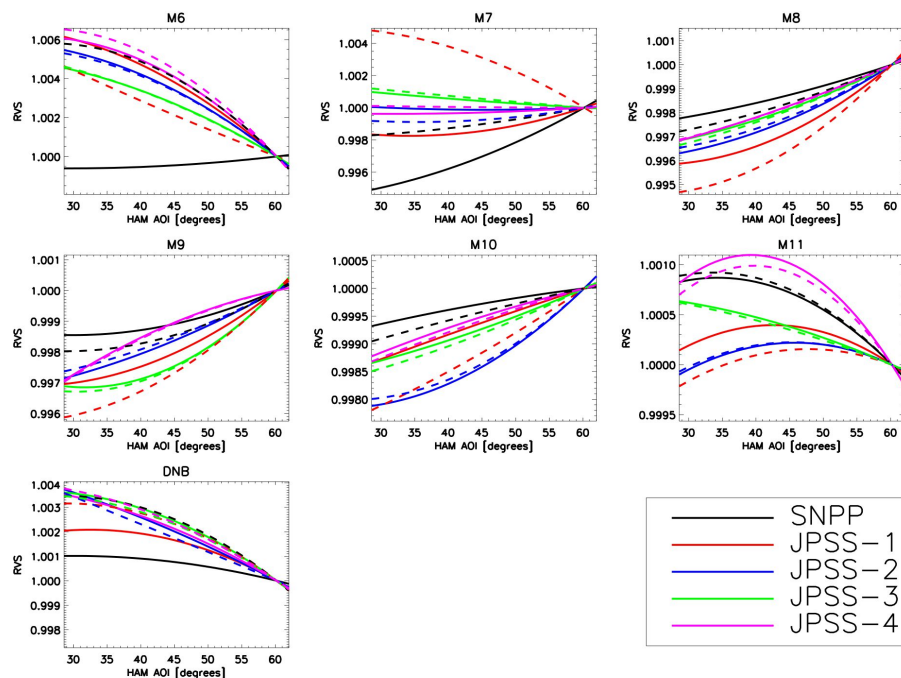 M6
1.006
1.004
1.002
1.000
RVS
30 35 40 45 50 55 60
HAM AOI [degrees]
M7
1.004
1.002
1.000
0.998
0.996
RVS
30 35 40 45 50 55 60
HAM AOI [degrees]
M8
1.001
1.000
0.999
0.998
0.997
0.996
0.995
RVS
30 35 40 45 50 55 60
HAM AOI [degrees]
M9
1.001
1.000
0.999
0.998
0.997
0.996
RVS
30 35 40 45 50 55 60
HAM AOI [degrees]
M10
1.0005
1.0000
0.9995
0.9990
0.9985
0.9980
RVS
30 35 40 45 50 55 60
HAM AOI [degrees]
M11
1.0010
1.0005
1.0000
0.9995
RVS
30 35 40 45 50 55 60
HAM AOI [degrees]
DNB
1.004
1.003
1.002
1.001
1.000
0.999
0.998
RVS
30 35 40 45 50 55 60
HAM AOI [degrees]
SNPP
JPSS-1
JPSS-2
JPSS-3
JPSS-4